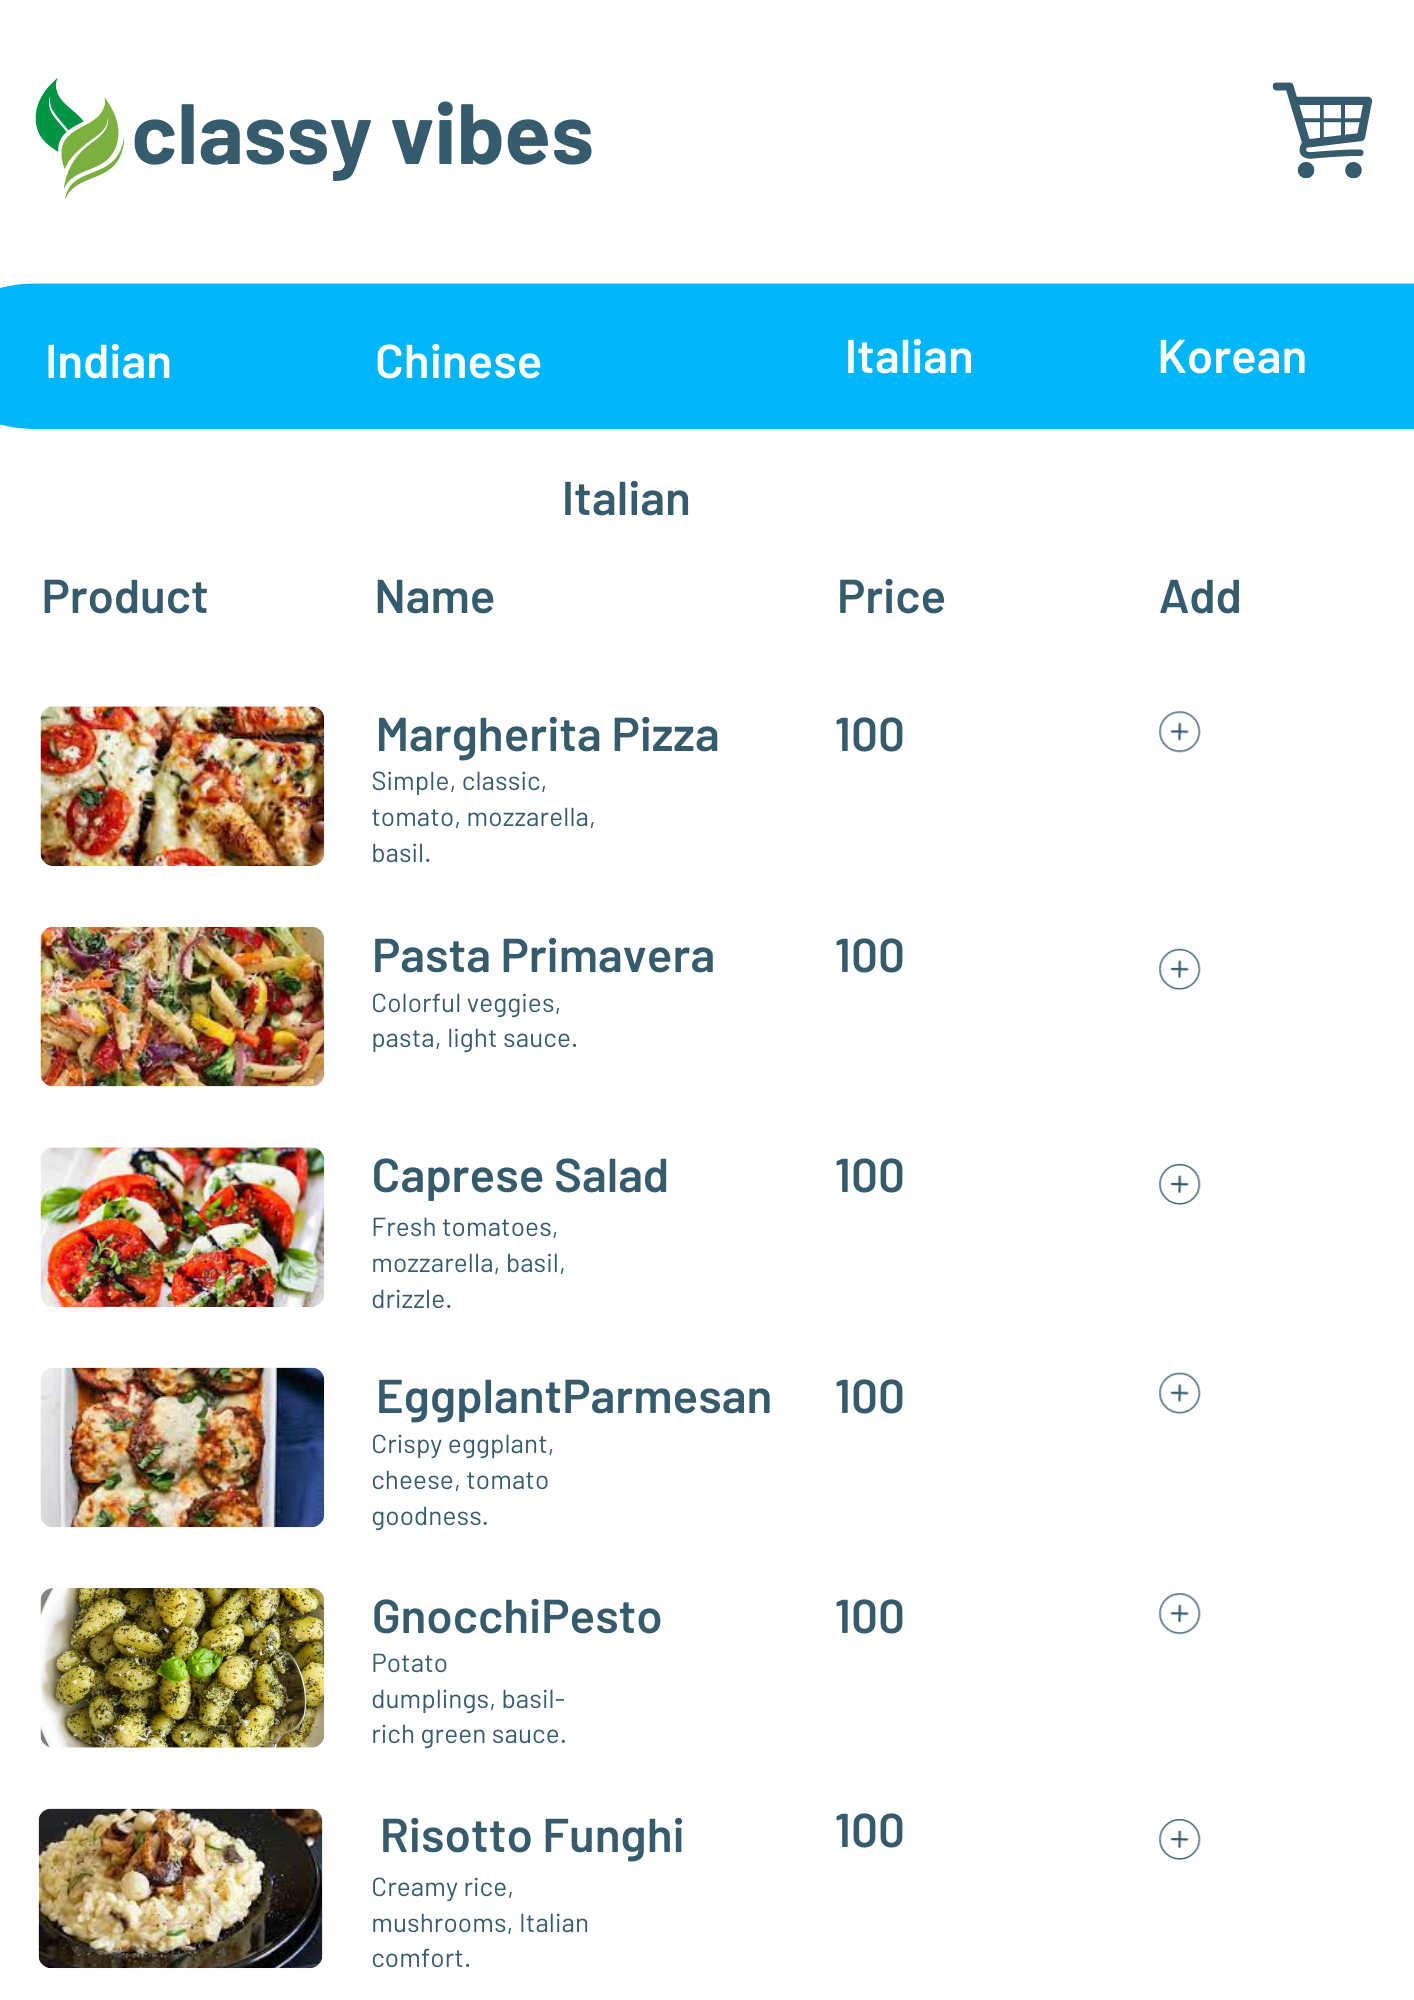 classy vibes
Indian Chinese Italian Korean
Italian
Product Name Price Add
Margherita Pizza 100
Simple, classic,
tomato, mozzarella,
basil.
Pasta Primavera 100
Colorful veggies,
pasta, light sauce.
Caprese Salad 100
Fresh tomatoes,
mozzarella, basil,
drizzle.
EggplantParmesan 100
Crispy eggplant,
cheese, tomato
goodness.
GnocchiPesto 100
Potato
dumplings, basil-
rich green sauce.
Risotto Funghi 100
Creamy rice,
mushrooms, Italian
comfort.